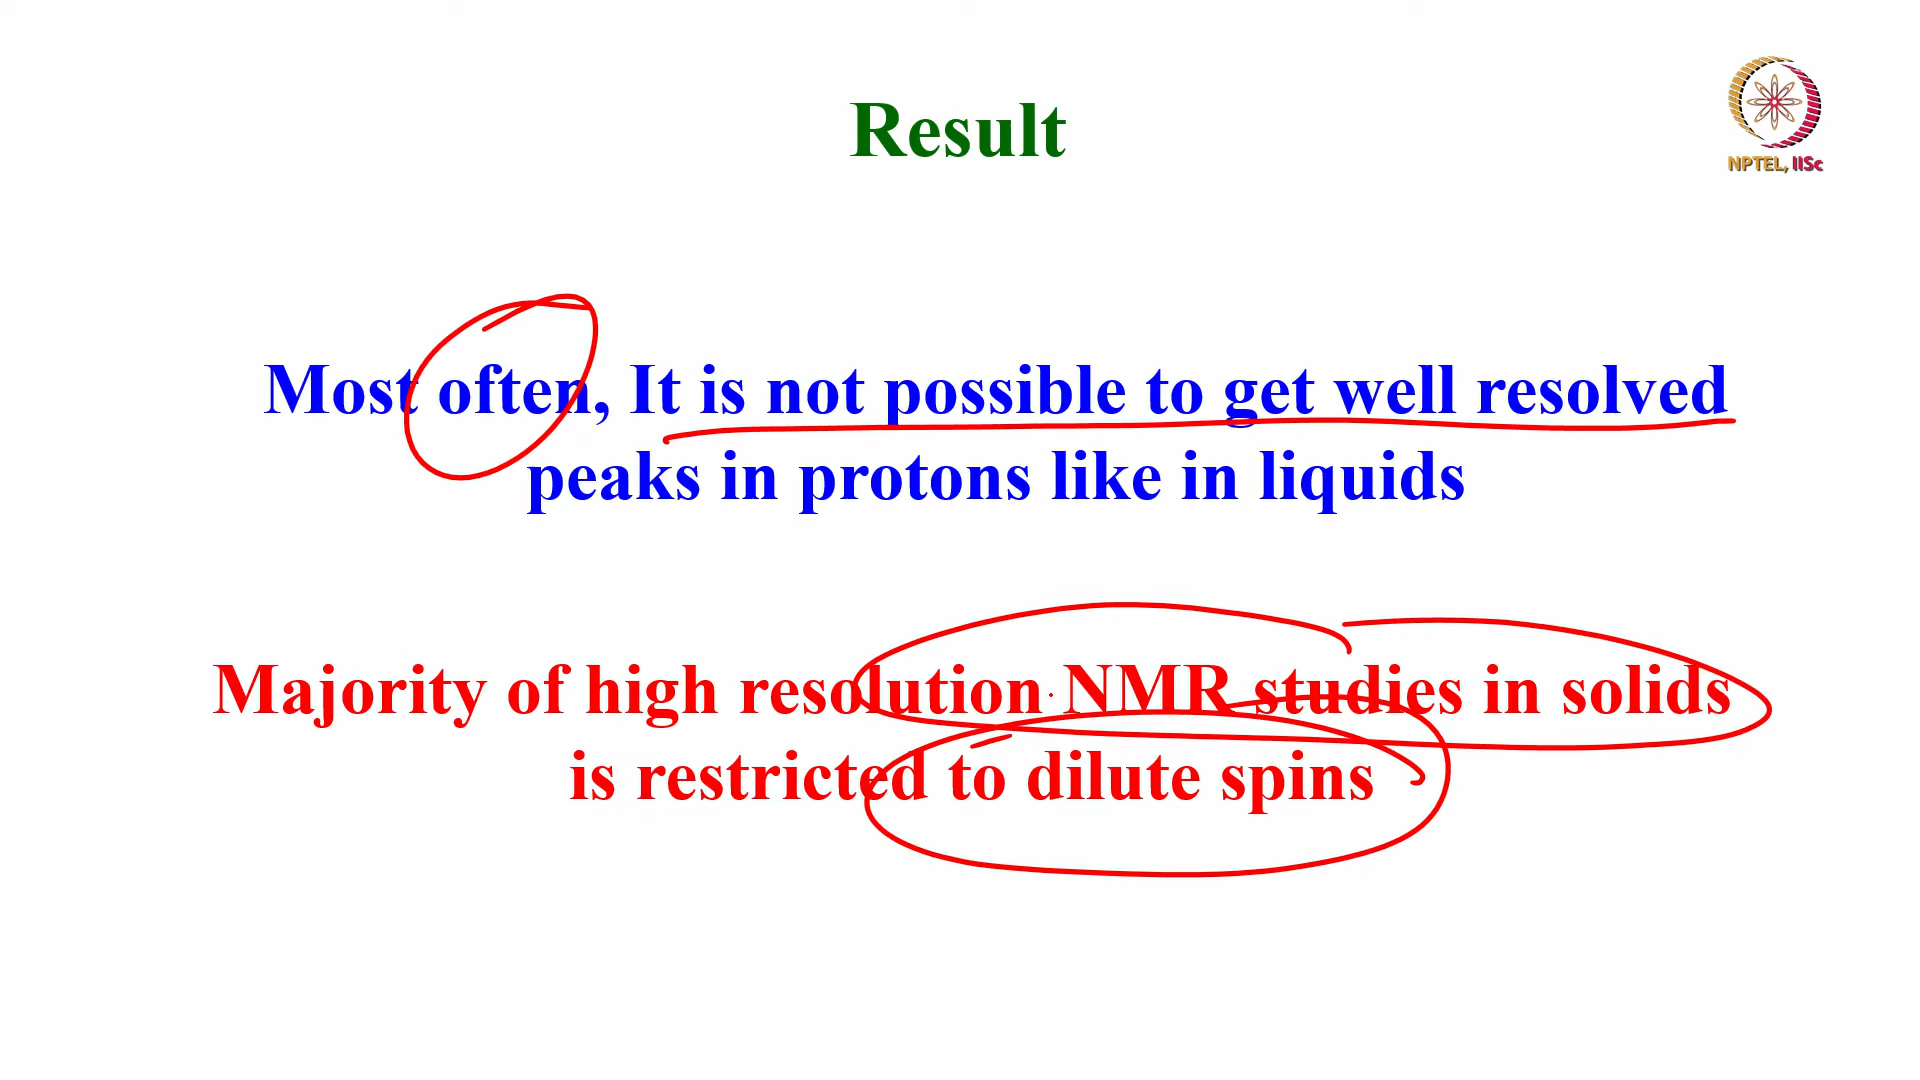 Result
NPTEL, IISc
Most often, It is not possible to get well resolved
peaks in protons like in liquids
Majority of high resolution NMR studies in solids
is restricted to dilute spins